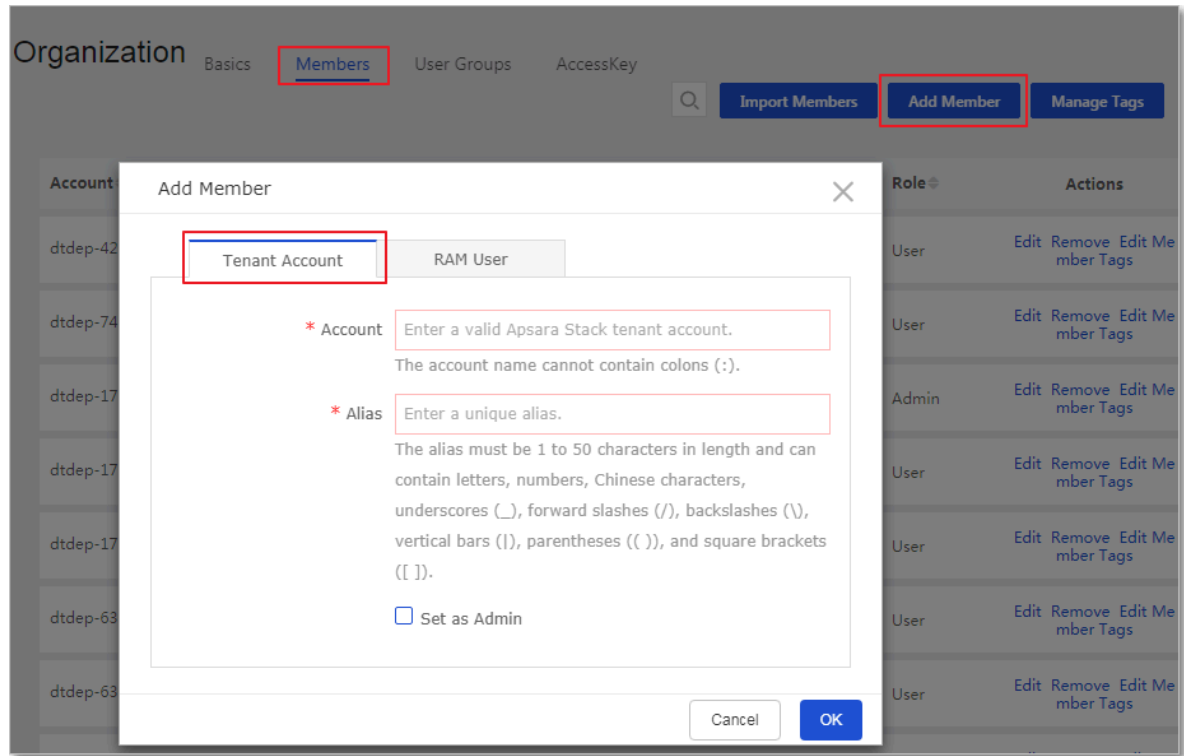 Organization Basics Members User Groups AccessKey
Import Members Add Member Manage Tags
Account Role Actions
Add Member
dtdep-42 User Edit Remove Edit Me
mber Tags
Tenant Account RAM User
dtdep-74 User Edit Remove Edit Me
mber Tags
* Account Enter a valid Apsara Stack tenant account.
The account name cannot contain colons (:).
dtdep-17 Admin Edit Remove Edit Me
mber Tags
* Alias Enter a unique alias.
The alias must be 1 to 50 characters in length and can
contain letters, numbers, Chinese characters,
underscores (_), forward slashes (/), backslashes (\),
vertical bars (|), parentheses (( )), and square brackets
([ ]).
dtdep-17 User Edit Remove Edit Me
mber Tags
dtdep-17 User Edit Remove Edit Me
mber Tags
Set as Admin
dtdep-63 User Edit Remove Edit Me
mber Tags
dtdep-63 User Edit Remove Edit Me
mber Tags
Cancel OK